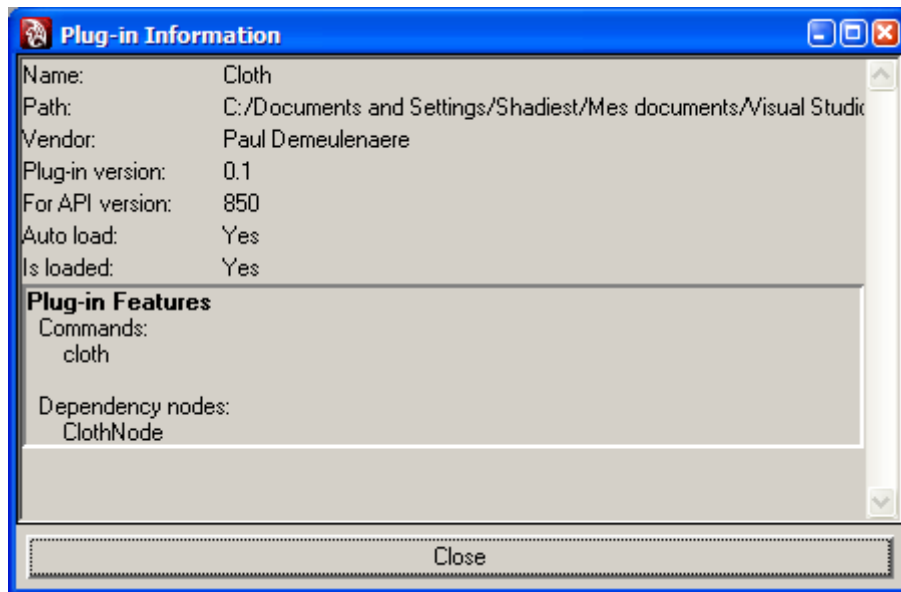 Plug-in Information
Name: Cloth
Path: C:/Documents and Settings/Shadiest/Mes documents/Visual Studio
Vendor: Paul Demeulenaere
Plug-in version: 0.1
For API version: 850
Auto load: Yes
Is loaded: Yes
Plug-in Features
Commands:
cloth
Dependency nodes:
ClothNode
Close